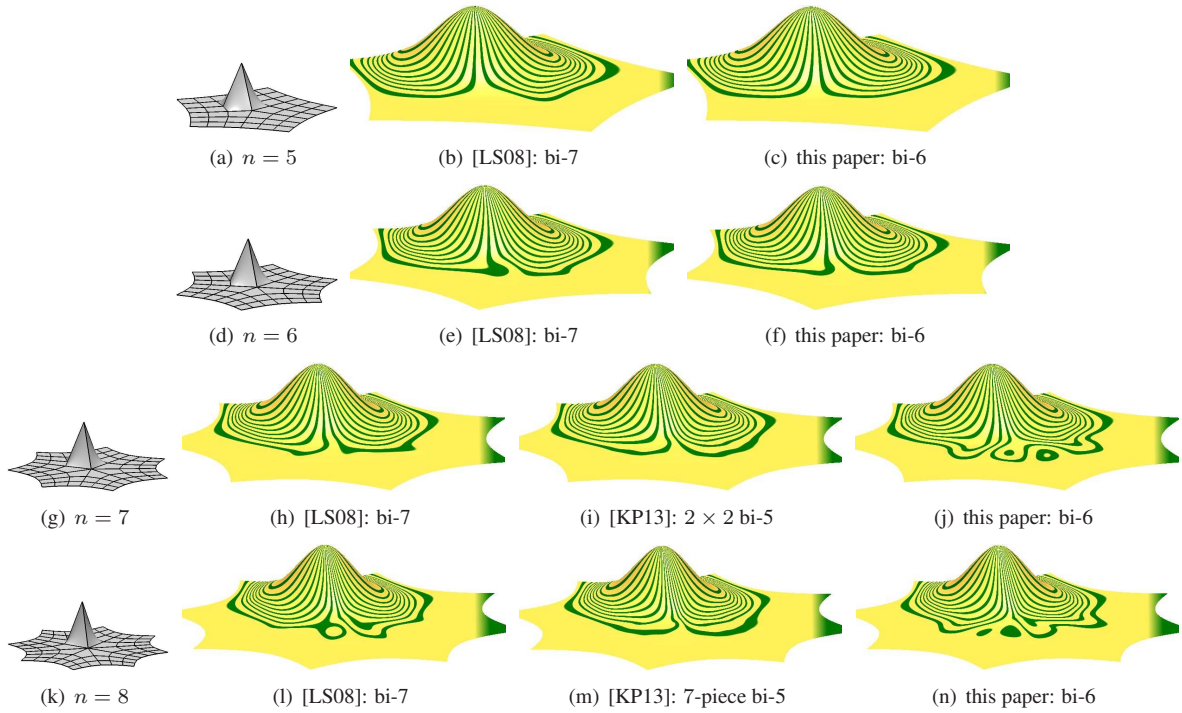 (a) n = 5
(b) [LS08]: bi-7
(c) this paper: bi-6
(d) n = 6
(e) [LS08]: bi-7
(f) this paper: bi-6
(g) n = 7
(h) [LS08]: bi-7
(i) [KP13]: 2 × 2 bi-5
(j) this paper: bi-6
(k) n = 8
(l) [LS08]: bi-7
(m) [KP13]: 7-piece bi-5
(n) this paper: bi-6